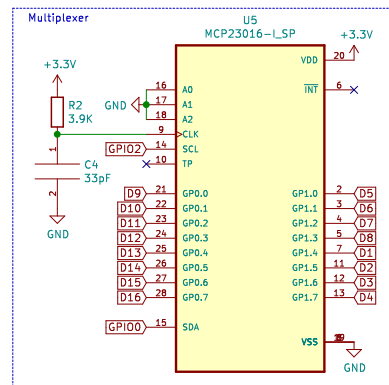 Multiplexer
U5
MCP23016-I_SP
+3.3V
R2
3.9K
1
C4
33pF
2
GND
GND
16 A0
17 A1
18 A2
9 CLK
GPIO2 14 SCL
10 TP
D9 21 GP0.0
D10 22 GP0.1
D11 23 GP0.2
D12 24 GP0.3
D13 25 GP0.4
D14 26 GP0.5
D15 27 GP0.6
D16 28 GP0.7
GPIO0 15 SDA
+3.3V
VDD 20
INT 6
GP1.0 2 D5
GP1.1 3 D6
GP1.2 4 D7
GP1.3 5 D8
GP1.4 7 D1
GP1.5 11 D2
GP1.6 12 D3
GP1.7 13 D4
VSS
GND